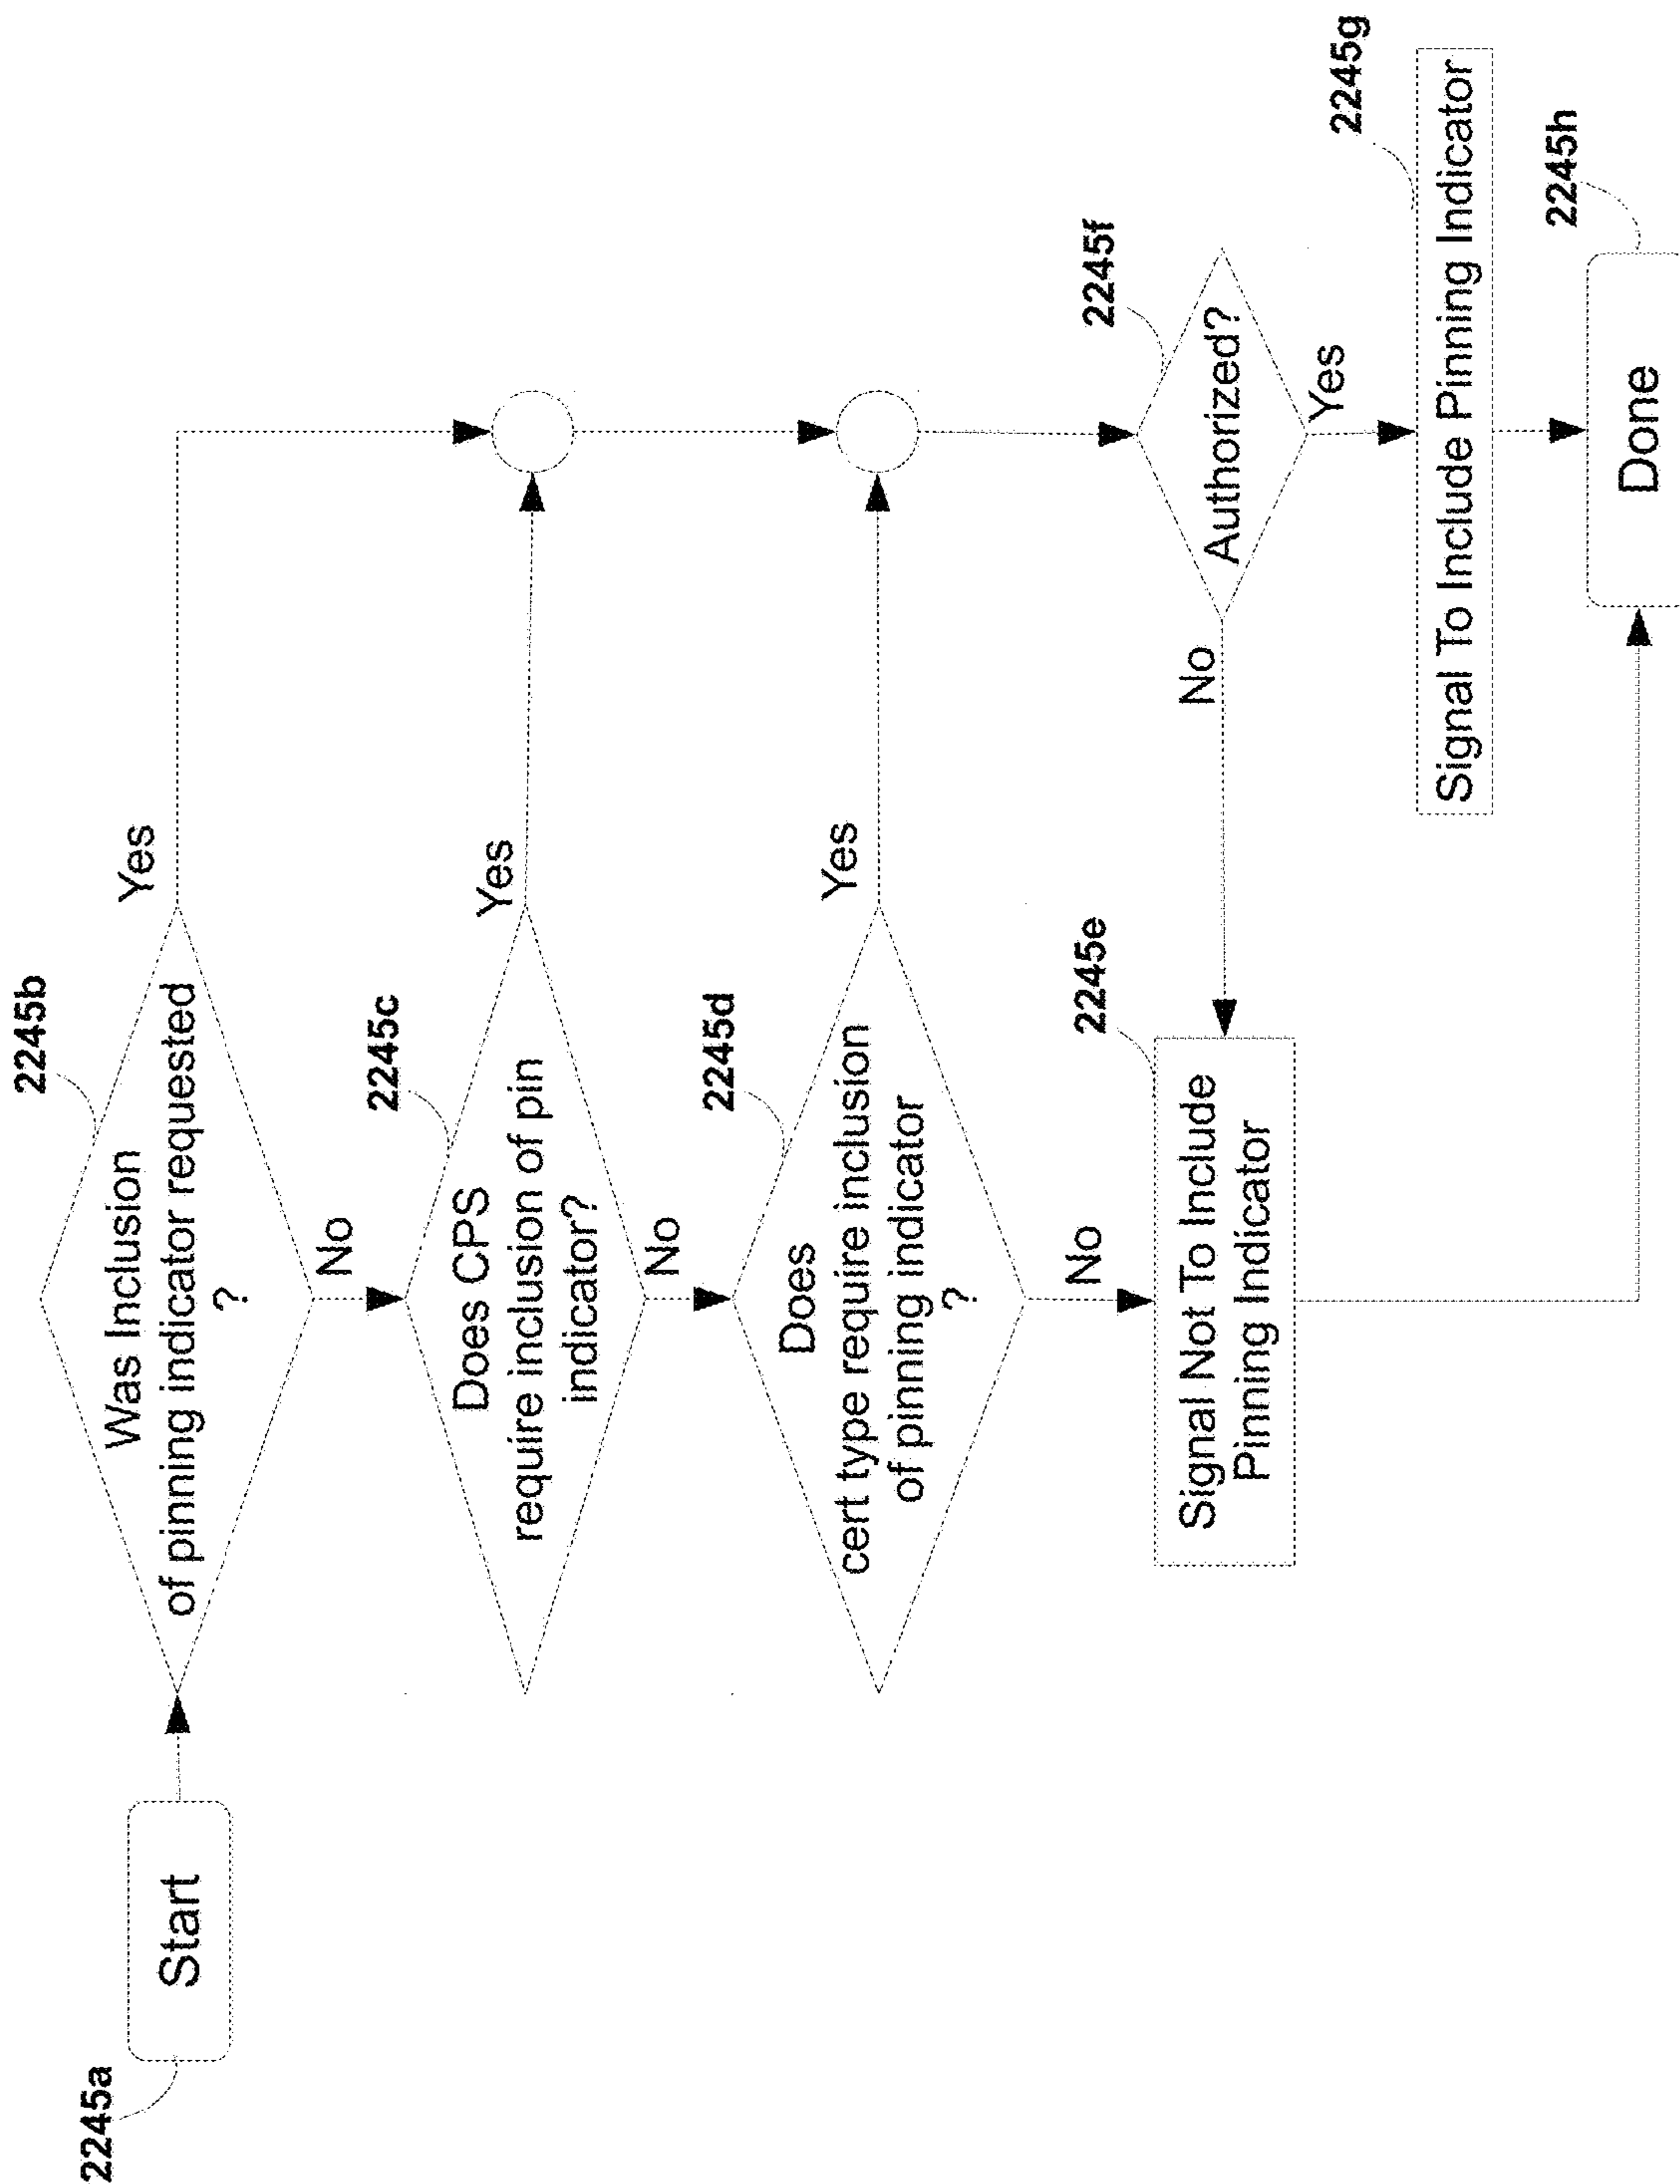 2245a
Start
2245b
Was Inclusion
of pinning indicator requested
?
Yes
No
2245c
Does CPS
require inclusion of pin
indicator?
Yes
No
2245d
Does
cert type require inclusion
of pinning indicator
?
Yes
No
2245e
Signal Not To Include
Pinning Indicator
2245f
Authorized?
No
Yes
2245g
Signal To Include Pinning Indicator
2245h
Done